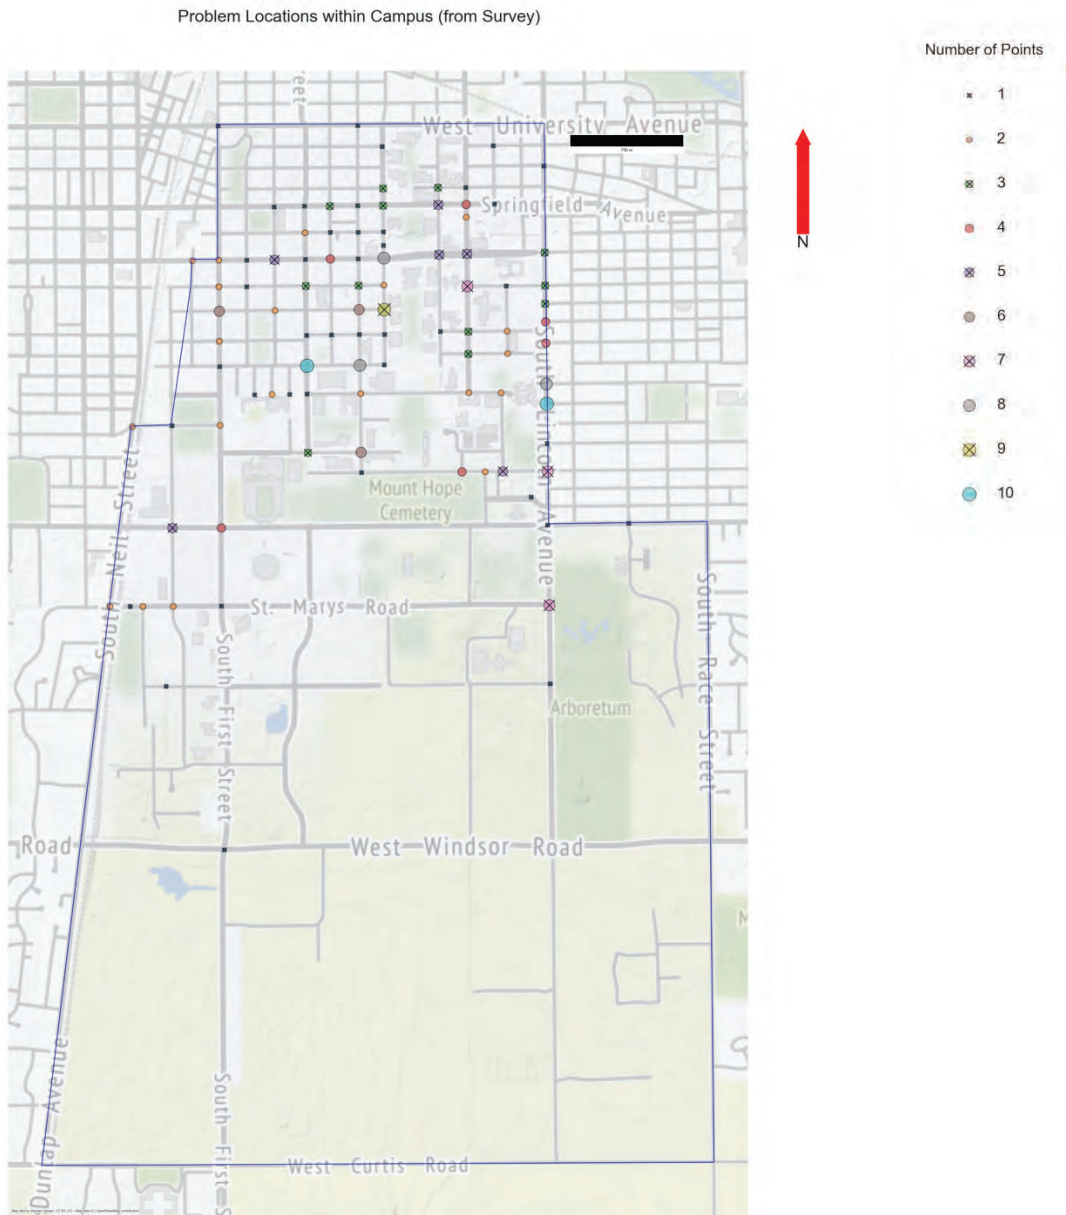 Problem Locations within Campus (from Survey)
Number of Points
1
2
3
4
5
6
7
8
9
10
N
reet
West University Avenue
Springfield Avenue
South Lincoln Avenue
Mount Hope
Cemetery
South Neil Street
St. Marys Road
South First Street
South Race Street
Arboretum
Road
West Windsor Road
M
Dunlap Avenue
South First S
West Curtis Road